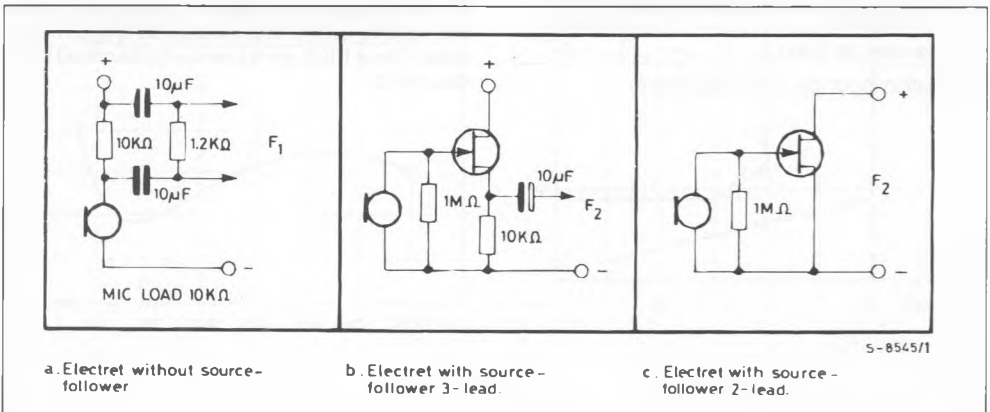 +
10µF
10KΩ
1.2KΩ
F1
10µF
-
MIC LOAD 10KΩ
+
10µF
1MΩ
F2
10KΩ
-
+
1MΩ
F2
-
S-8545/1
a. Electret without source-
follower
b. Electret with source-
follower 3-lead.
c. Electret with source-
follower 2-lead.